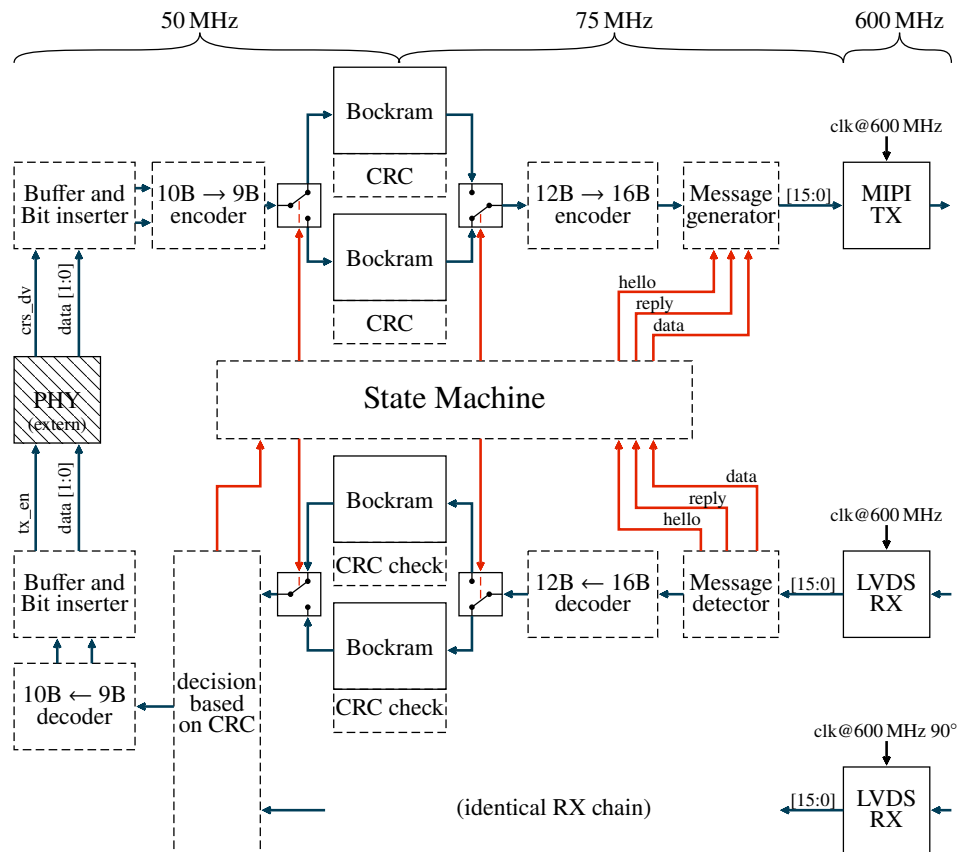 50 MHz
75 MHz
600 MHz
Bockram
CRC
clk@600 MHz
Buffer and
Bit inserter
10B → 9B
encoder
12B → 16B
encoder
Message
generator
[15:0]
MIPI
TX
Bockram
CRC
crs_dv
data [1:0]
hello
reply
data
PHY
(extern)
State Machine
tx_en
data [1:0]
data
reply
hello
Bockram
CRC check
clk@600 MHz
Buffer and
Bit inserter
12B ← 16B
decoder
Message
detector
[15:0]
LVDS
RX
Bockram
CRC check
10B ← 9B
decoder
decision
based
on CRC
clk@600 MHz 90°
(identical RX chain)
[15:0]
LVDS
RX